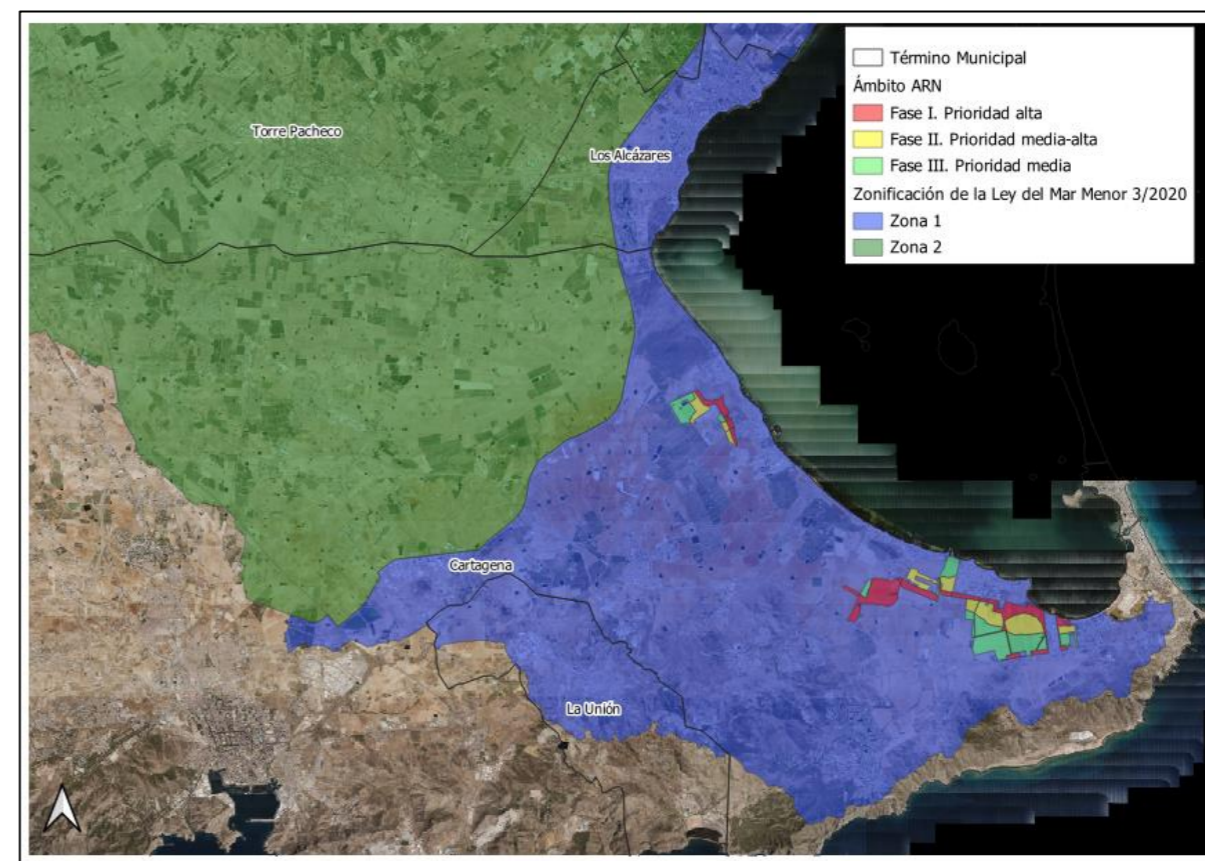 Término Municipal
Ámbito ARN
Fase I. Prioridad alta
Fase II. Prioridad media-alta
Fase III. Prioridad media
Zonificación de la Ley del Mar Menor 3/2020
Zona 1
Zona 2
Torre Pacheco
Los Alcázares
Cartagena
La Unión